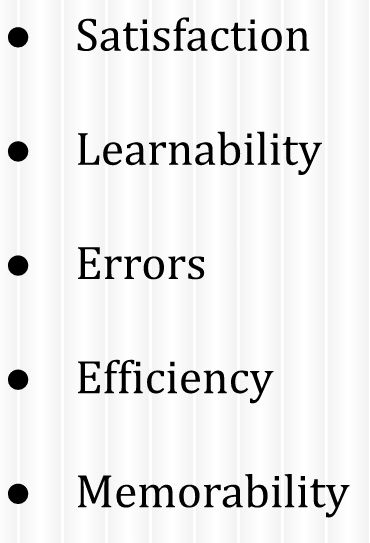 ● Satisfaction
● Learnability
● Errors
● Efficiency
● Memorability